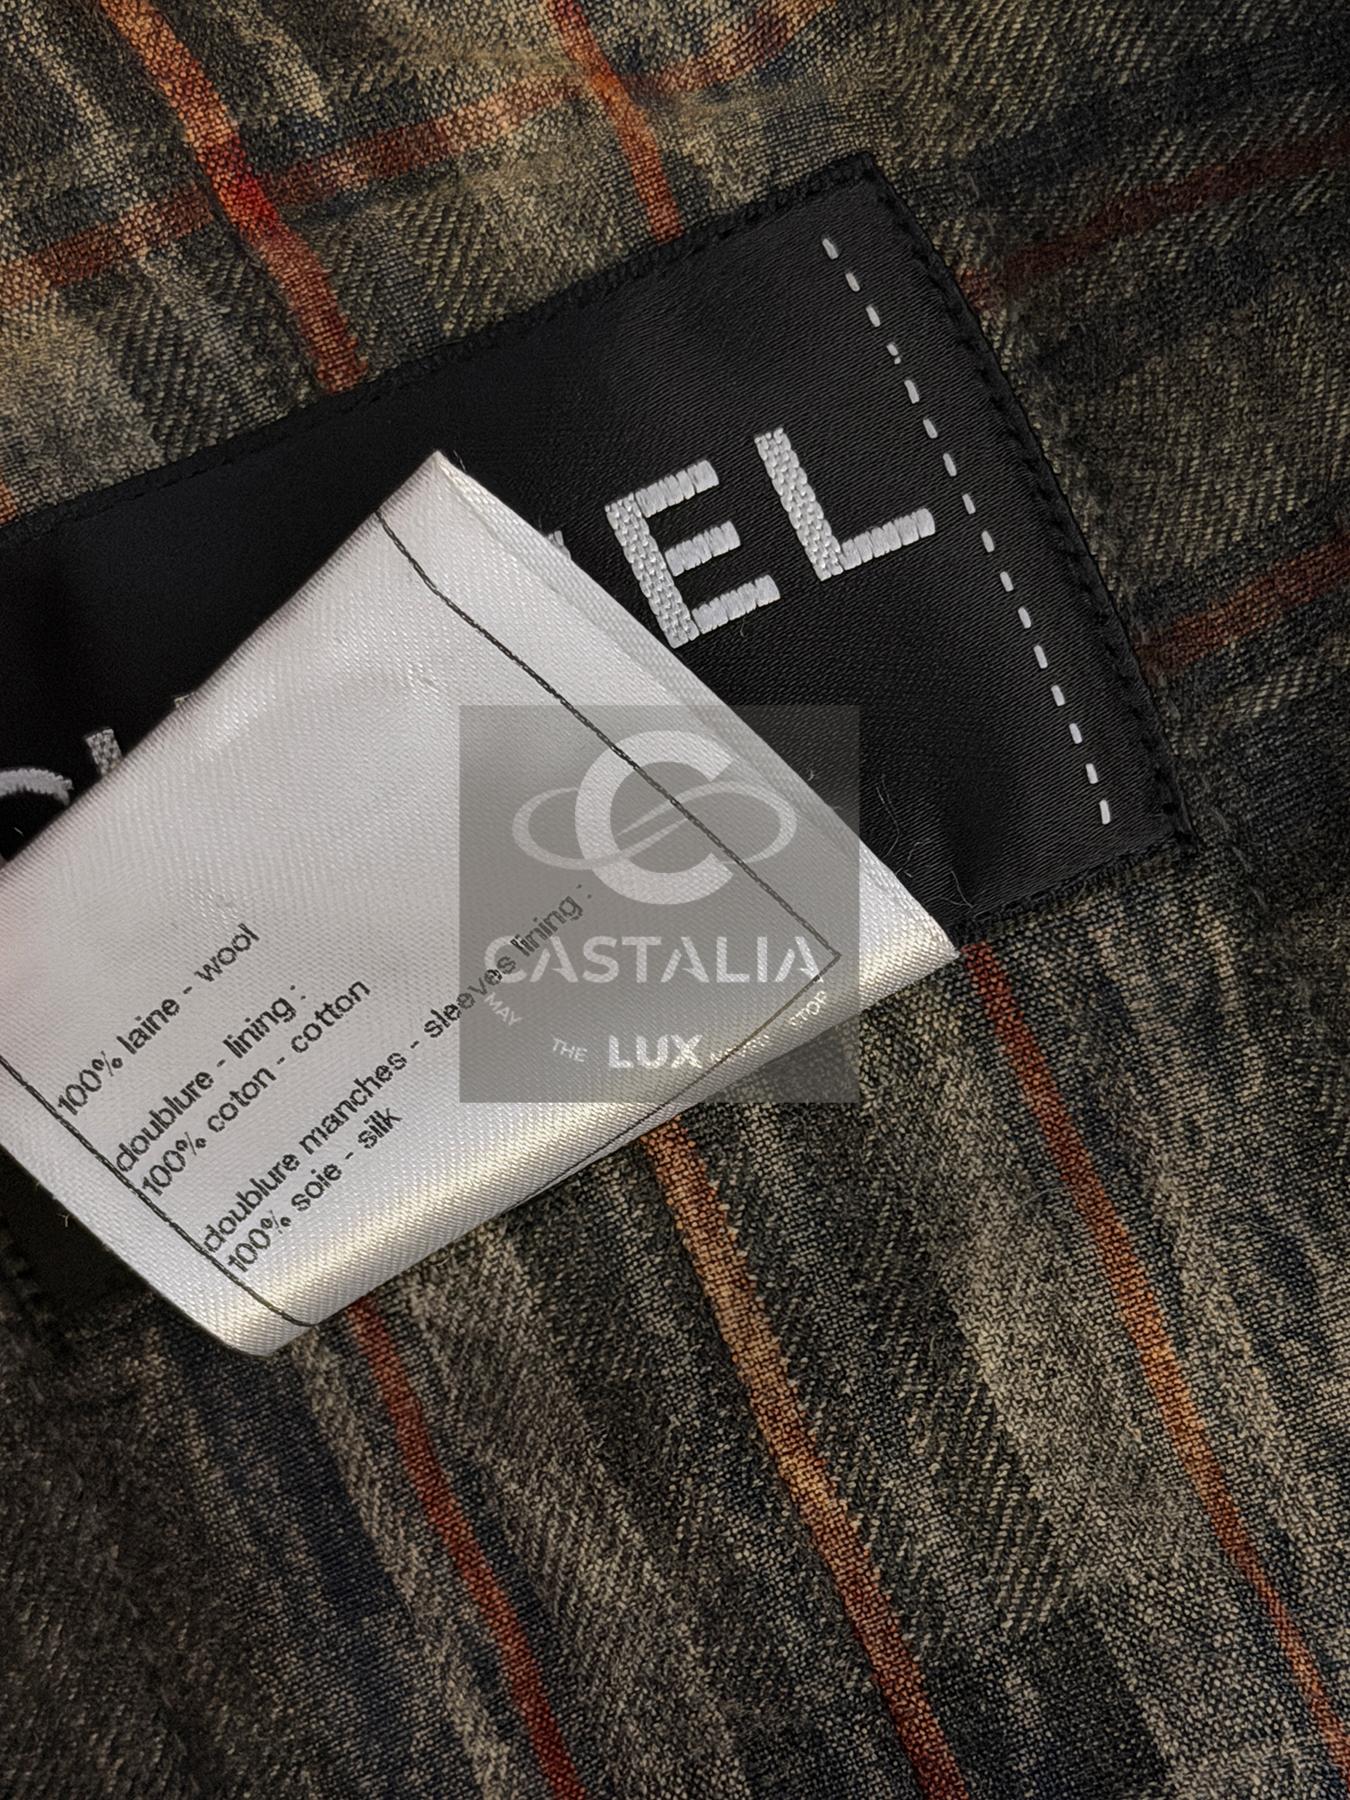 EL
100% laine - wool
doublure - lining :
100% coton - cotton
doublure manches - sleeves lining :
100% soie - silk
CASTALIA
MAY THE LUX STOP